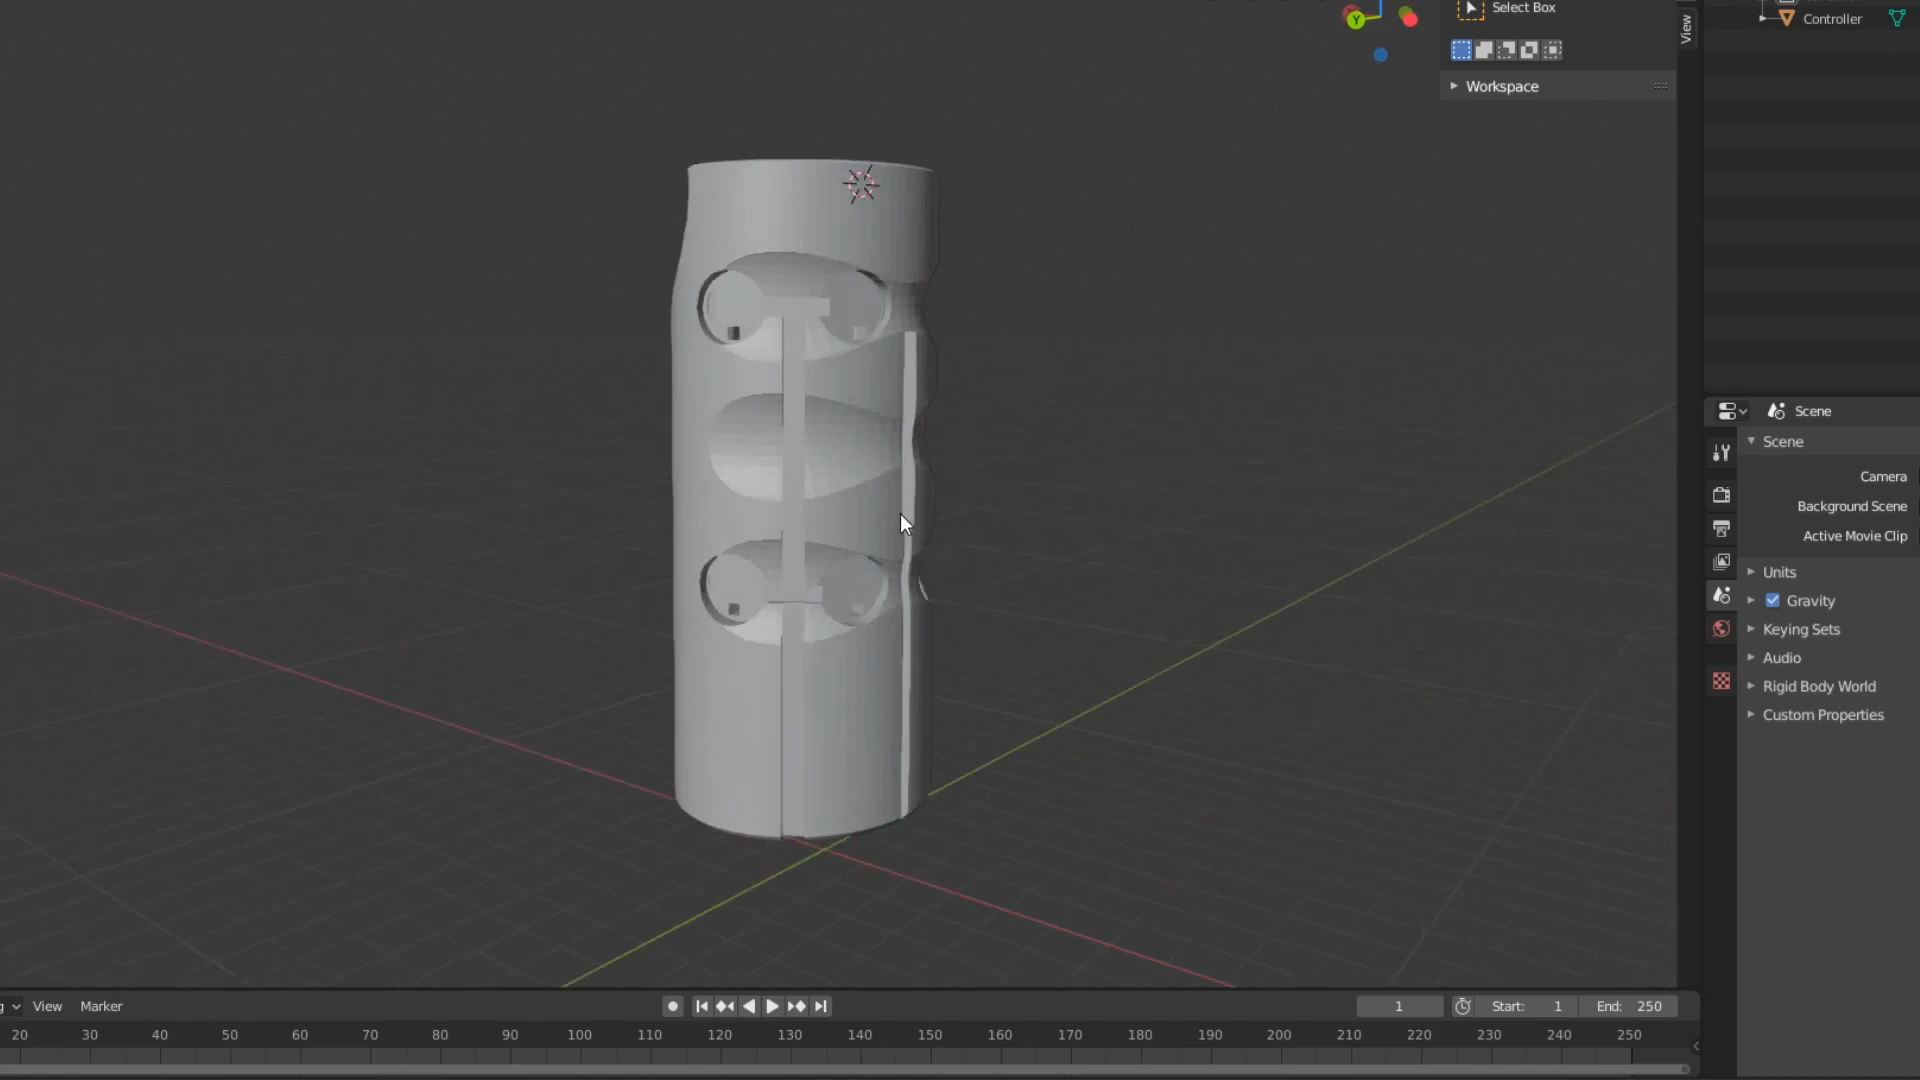 Select Box
View
Controller
Workspace
Y
Scene
Scene
Camera
Background Scene
Active Movie Clip
Units
Gravity
Keying Sets
Audio
Rigid Body World
Custom Properties
View Marker 1 Start: 1 End: 250
20 30 40 50 60 70 80 90 100 110 120 130 140 150 160 170 180 190 200 210 220 230 240 250